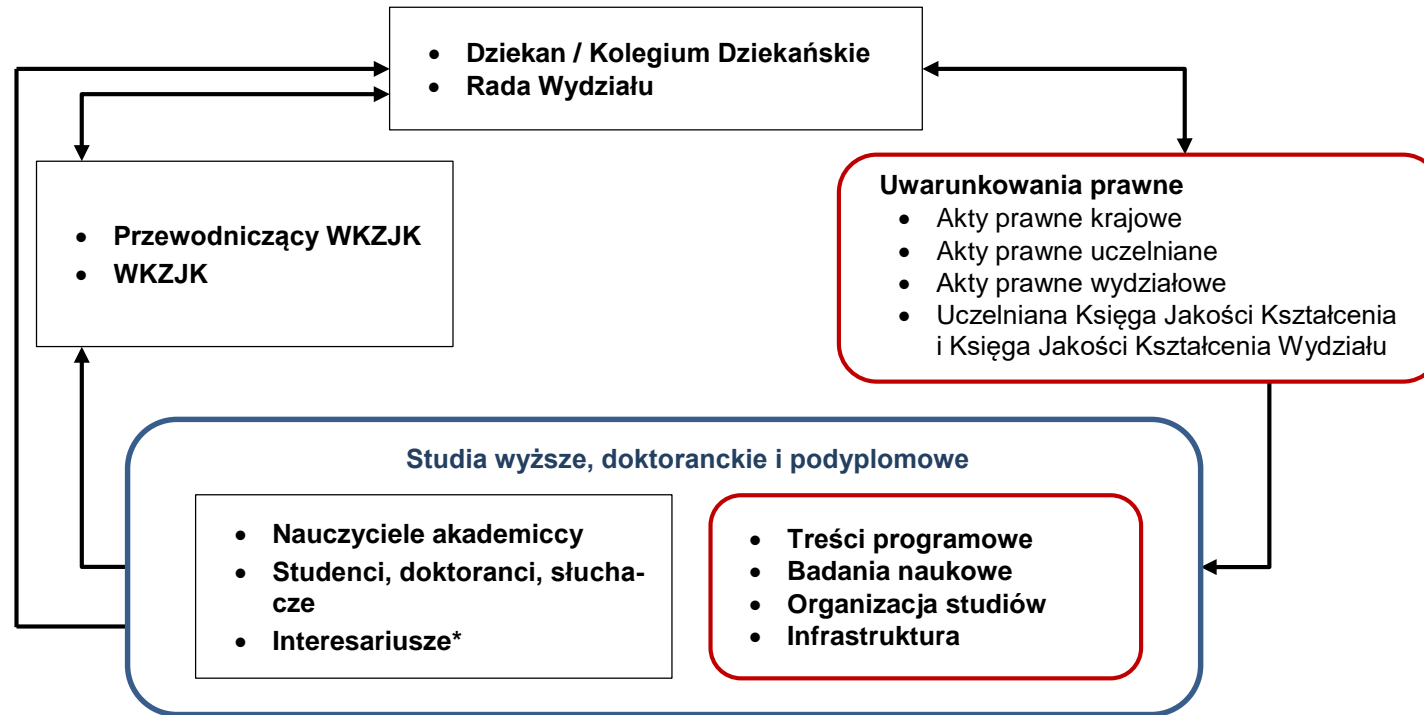 • Dziekan / Kolegium Dziekańskie
• Rada Wydziału
• Przewodniczący WKZJK
• WKZJK
Uwarunkowania prawne
• Akty prawne krajowe
• Akty prawne uczelniane
• Akty prawne wydziałowe
• Uczelniana Księga Jakości Kształcenia
i Księga Jakości Kształcenia Wydziału
Studia wyższe, doktoranckie i podyplomowe
• Nauczyciele akademiccy
• Studenci, doktoranci, słucha-
cze
• Interesariusze*
• Treści programowe
• Badania naukowe
• Organizacja studiów
• Infrastruktura